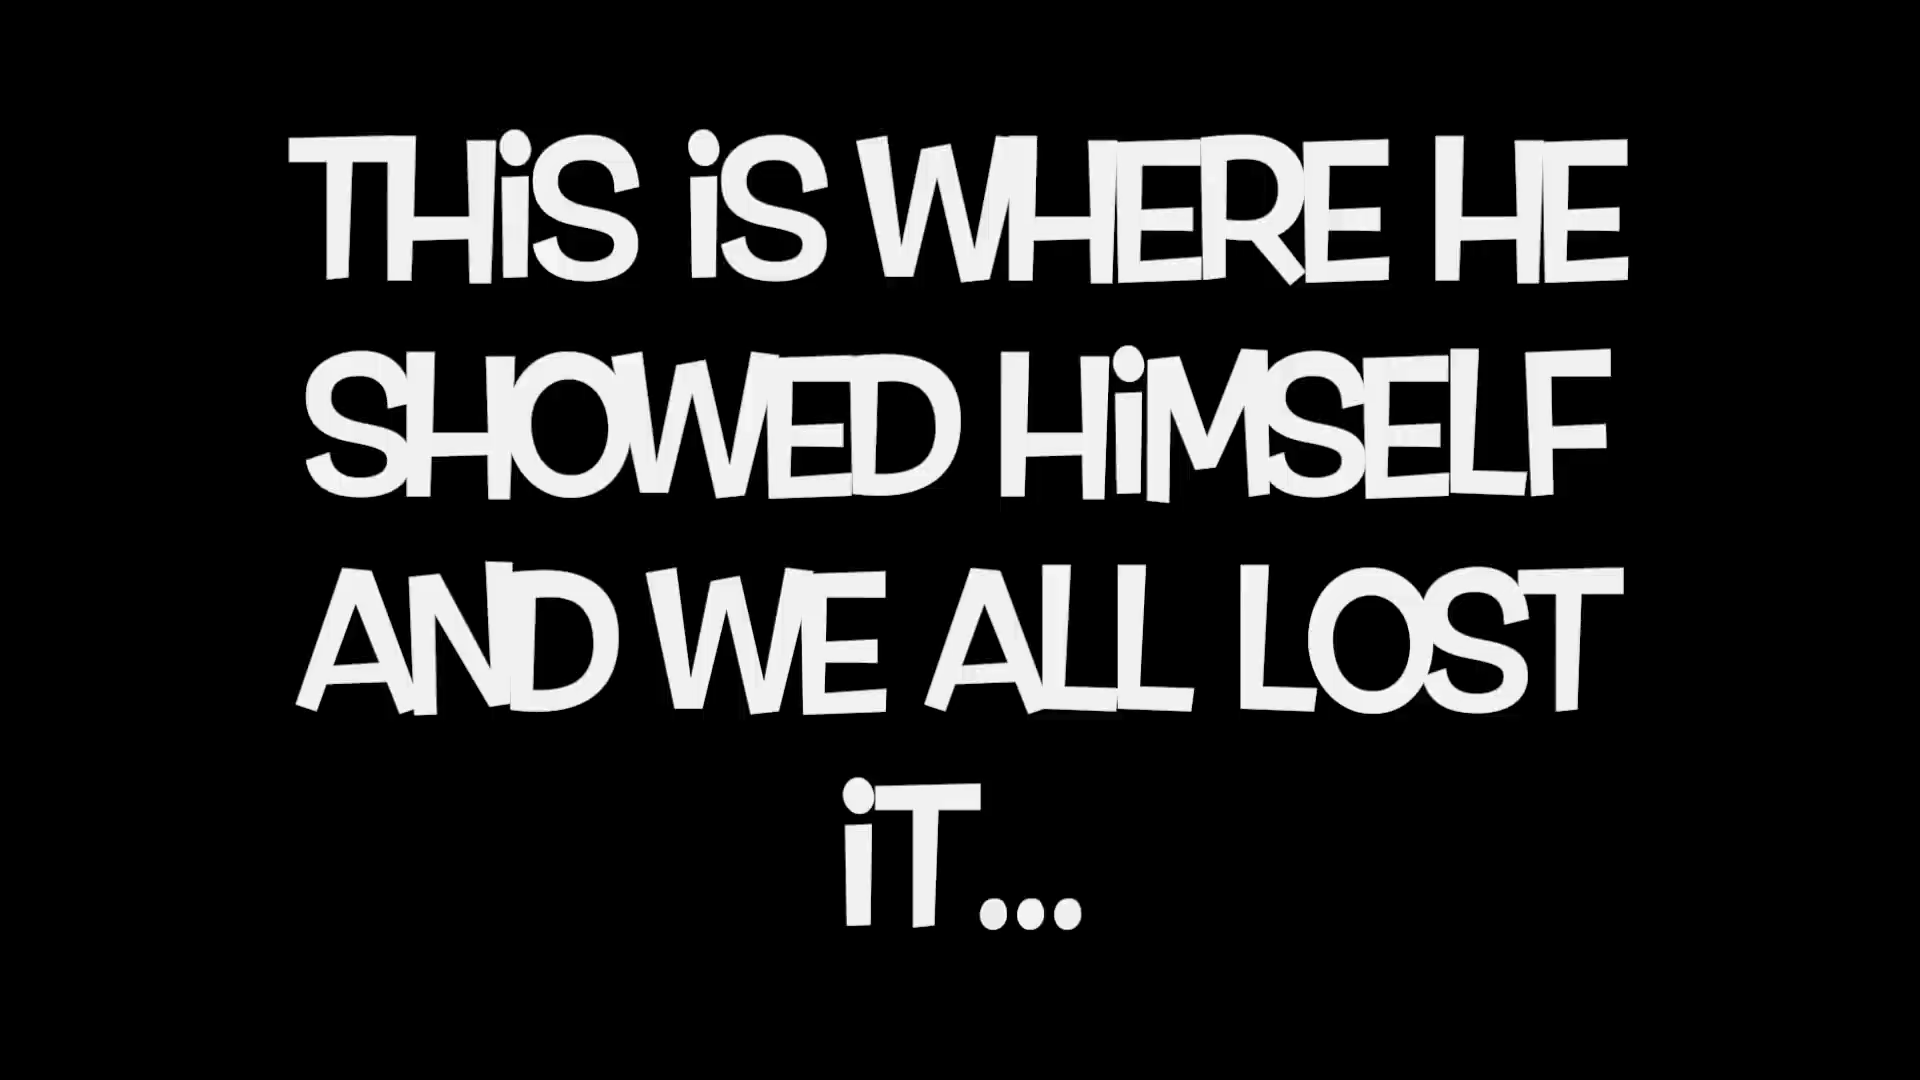 THiS iS WHERE HE
SHOWED HiMSELF
AND WE ALL LOST
iT...